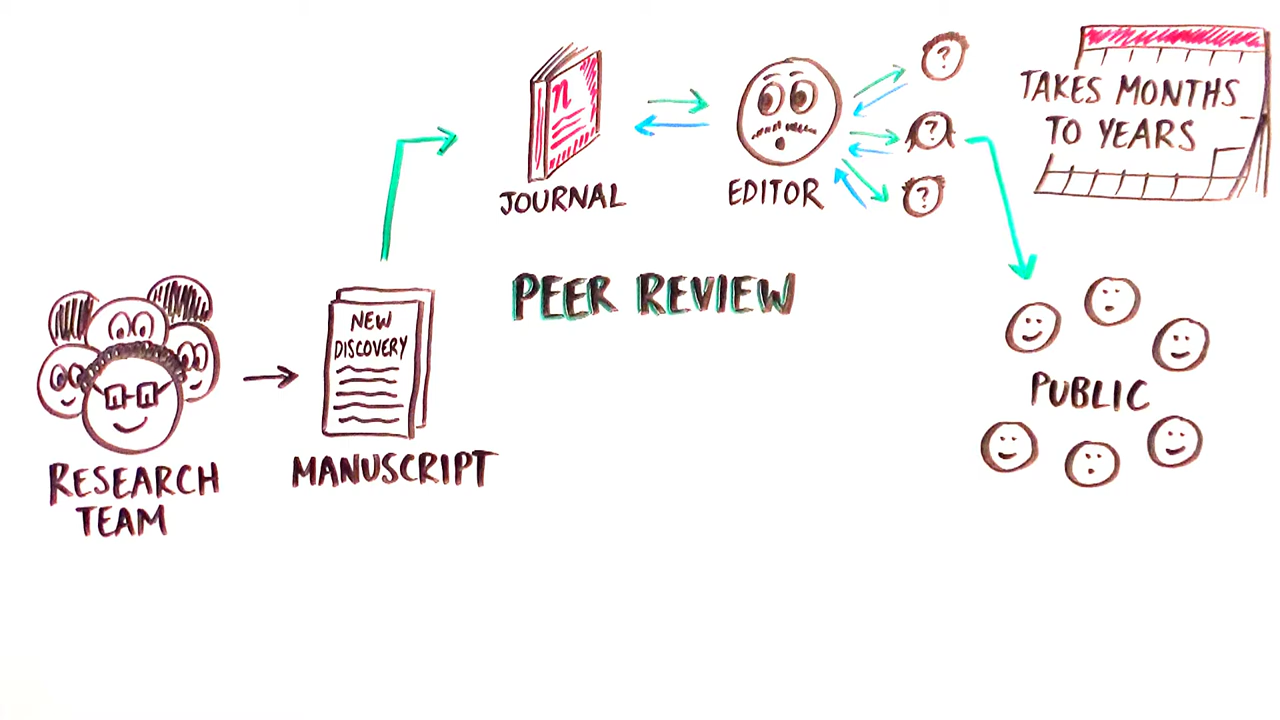 JOURNAL
EDITOR
?
?
?
TAKES MONTHS
TO YEARS
PEER REVIEW
NEW
DISCOVERY
RESEARCH
TEAM
MANUSCRIPT
PUBLIC
n